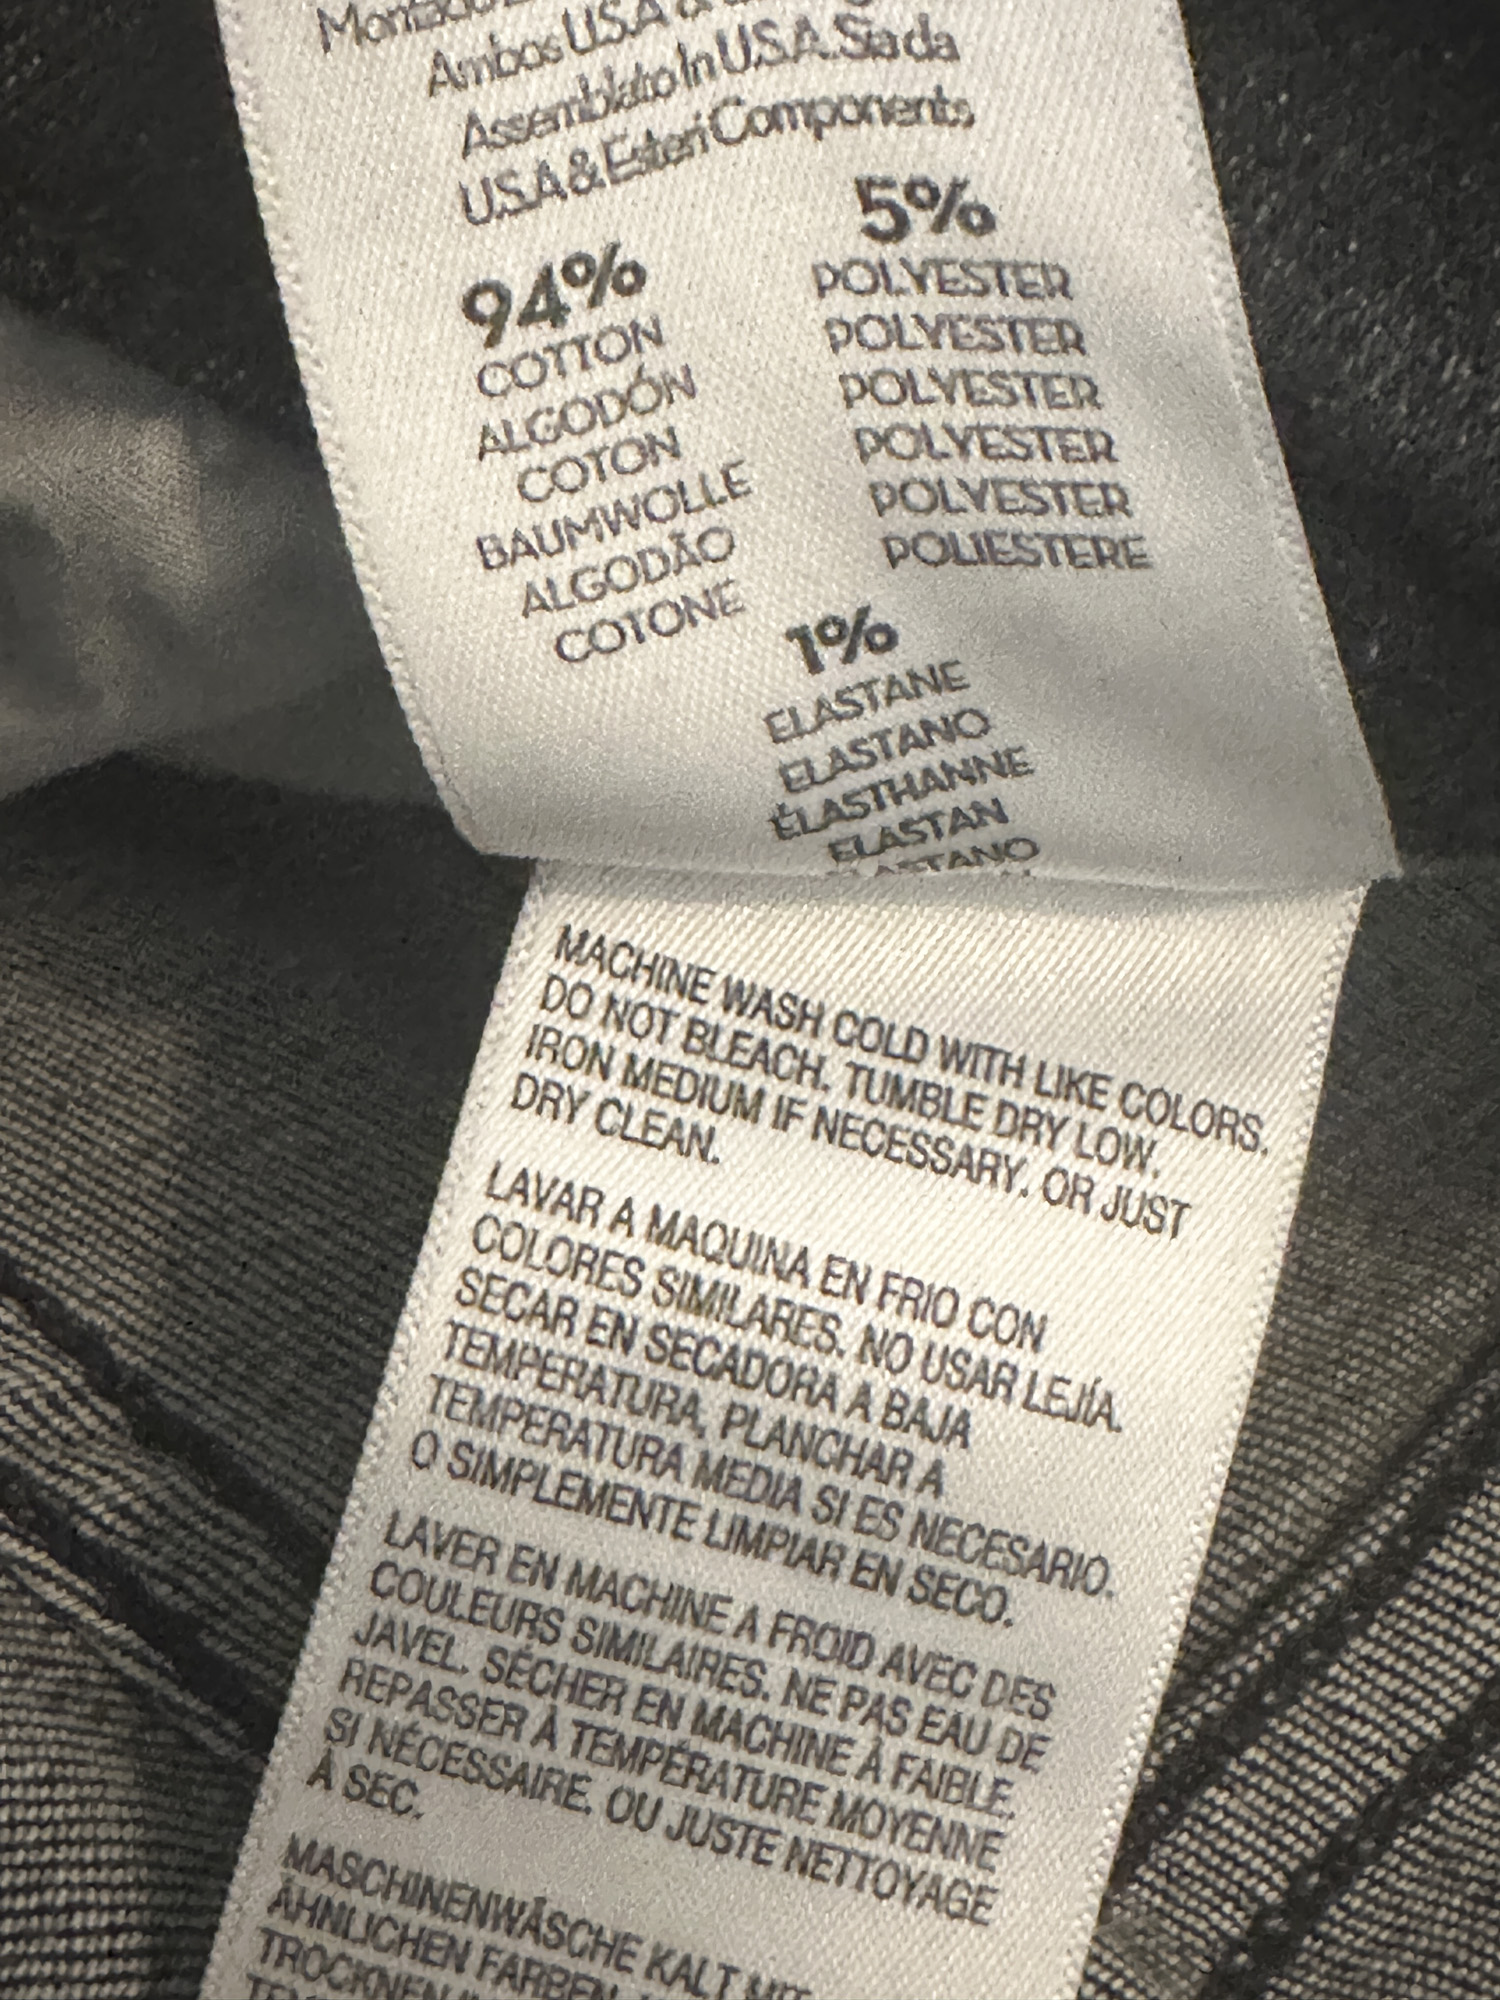 Ambos USA &
Assemblato In U.S.A. Sia da
USA & Esteri Components
94%
COTTON
ALGODÓN
COTON
BAUMWOLLE
ALGODÃO
COTONE
5%
POLYESTER
POLYESTER
POLYESTER
POLYESTER
POLYESTER
POLIESTERE
1%
ELASTANE
ELASTANO
ÉLASTHANNE
ELASTAN
MACHINE WASH COLD WITH LIKE COLORS.
DO NOT BLEACH. TUMBLE DRY LOW.
IRON MEDIUM IF NECESSARY. OR JUST
DRY CLEAN.
LAVAR A MAQUINA EN FRIO CON
COLORES SIMILARES. NO USAR LEJÍA.
SECAR EN SECADORA A BAJA
TEMPERATURA, PLANCHAR A
TEMPERATURA MEDIA SI ES NECESARIO.
O SIMPLEMENTE LIMPIAR EN SECO.
LAVER EN MACHINE A FROID AVEC DES
COULEURS SIMILAIRES. NE PAS EAU DE
JAVEL. SÉCHER EN MACHINE À FAIBLE.
REPASSER À TEMPÉRATURE MOYENNE
SI NÉCESSAIRE. OU JUSTE NETTOYAGE
À SEC.
MASCHINENWÄSCHE KALT MIT
ÄHNLICHEN FARBEN.